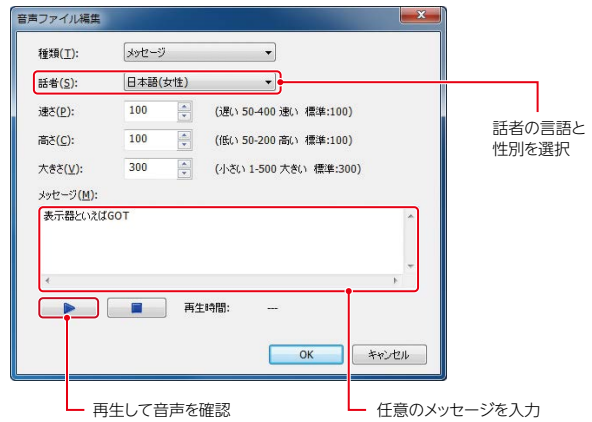 音声ファイル編集
種類(T): メッセージ
話者(S): 日本語(女性)
速さ(P): 100 (遅い 50-400 速い 標準:100)
高さ(C): 100 (低い 50-200 高い 標準:100)
大きさ(V): 300 (小さい 1-500 大きい 標準:300)
メッセージ(M):
表示器といえばGOT
再生時間: ---
OK キャンセル
話者の言語と
性別を選択
再生して音声を確認
任意のメッセージを入力